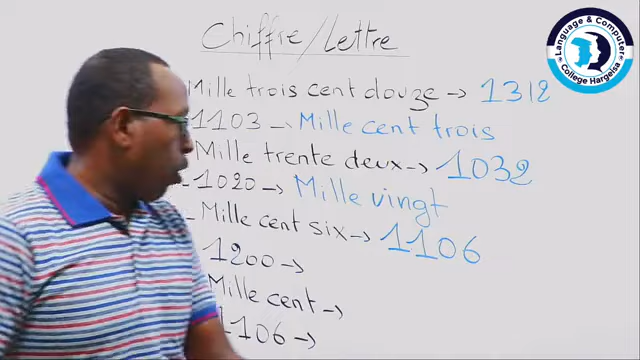 Chiffre/Lettre
Mille trois cent douze → 1312
1103 → Mille cent trois
Mille trente deux → 1032
- 1020 → Mille vingt
- Mille cent six → 1106
1200 →
Mille cent →
1106 →
Language & Computer
College Hargeisa